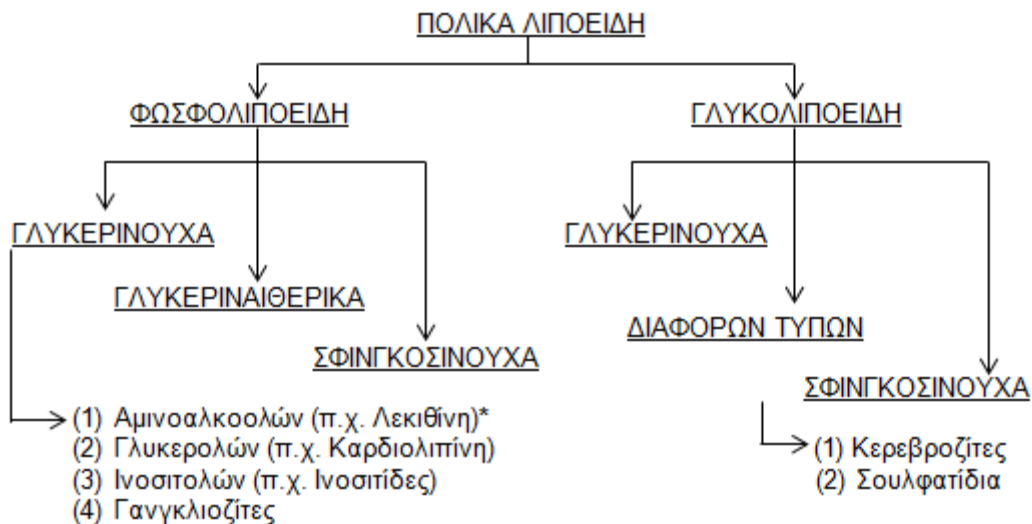 ΠΟΛΙΚΑ ΛΙΠΟΕΙΔΗ
ΦΩΣΦΟΛΙΠΟΕΙΔΗ
ΓΛΥΚΟΛΙΠΟΕΙΔΗ
ΓΛΥΚΕΡΙΝΟΥΧΑ
ΓΛΥΚΕΡΙΝΑΙΘΕΡΙΚΑ
ΣΦΙΝΓΚΟΣΙΝΟΥΧΑ
ΓΛΥΚΕΡΙΝΟΥΧΑ
ΔΙΑΦΟΡΩΝ ΤΥΠΩΝ
ΣΦΙΝΓΚΟΣΙΝΟΥΧΑ
(1) Αμινοαλκοολών (π.χ. Λεκιθίνη)*
(2) Γλυκερολών (π.χ. Καρδιολιπίνη)
(3) Ινοσιτολών (π.χ. Ινοσιτίδες)
(4) Γανγκλιοζίτες
(1) Κερεβροζίτες
(2) Σουλφατίδια